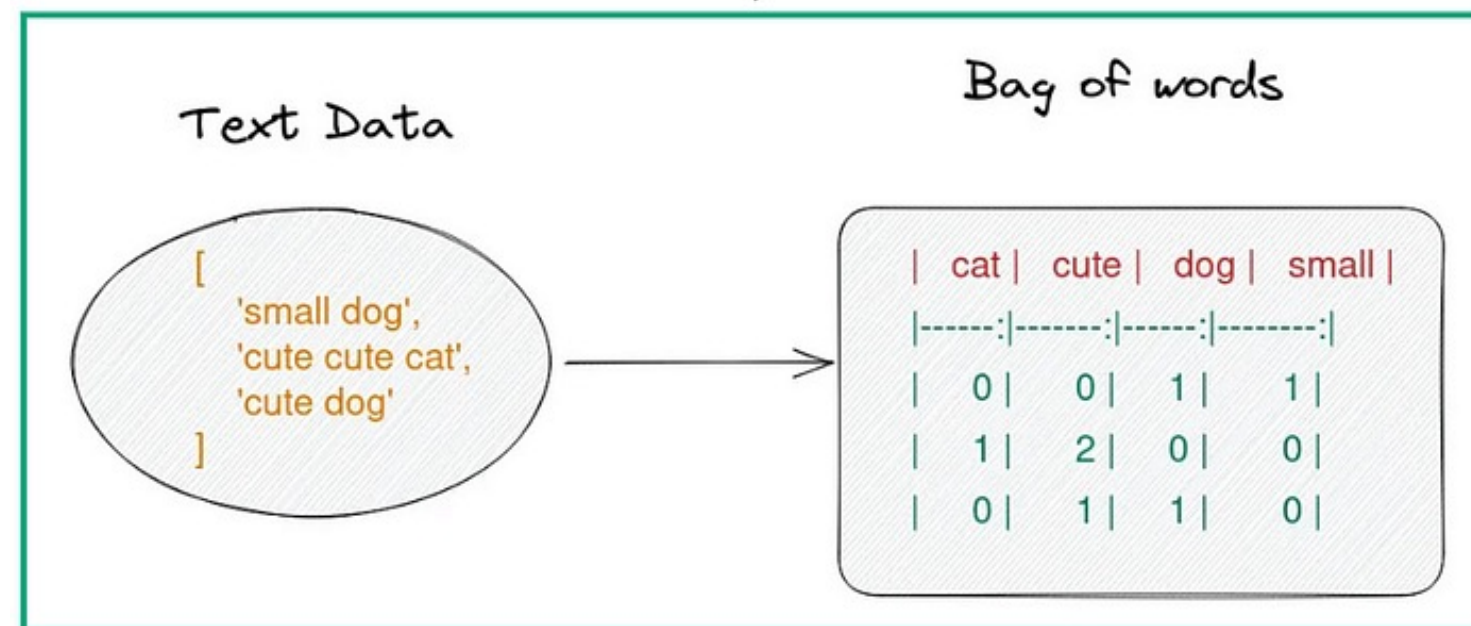 Text Data
[
'small dog',
'cute cute cat',
'cute dog'
]
Bag of words
| cat | cute | dog | small |
|------:|-------:|------:|--------:|
| 0 | 0 | 1 | 1 |
| 1 | 2 | 0 | 0 |
| 0 | 1 | 1 | 0 |